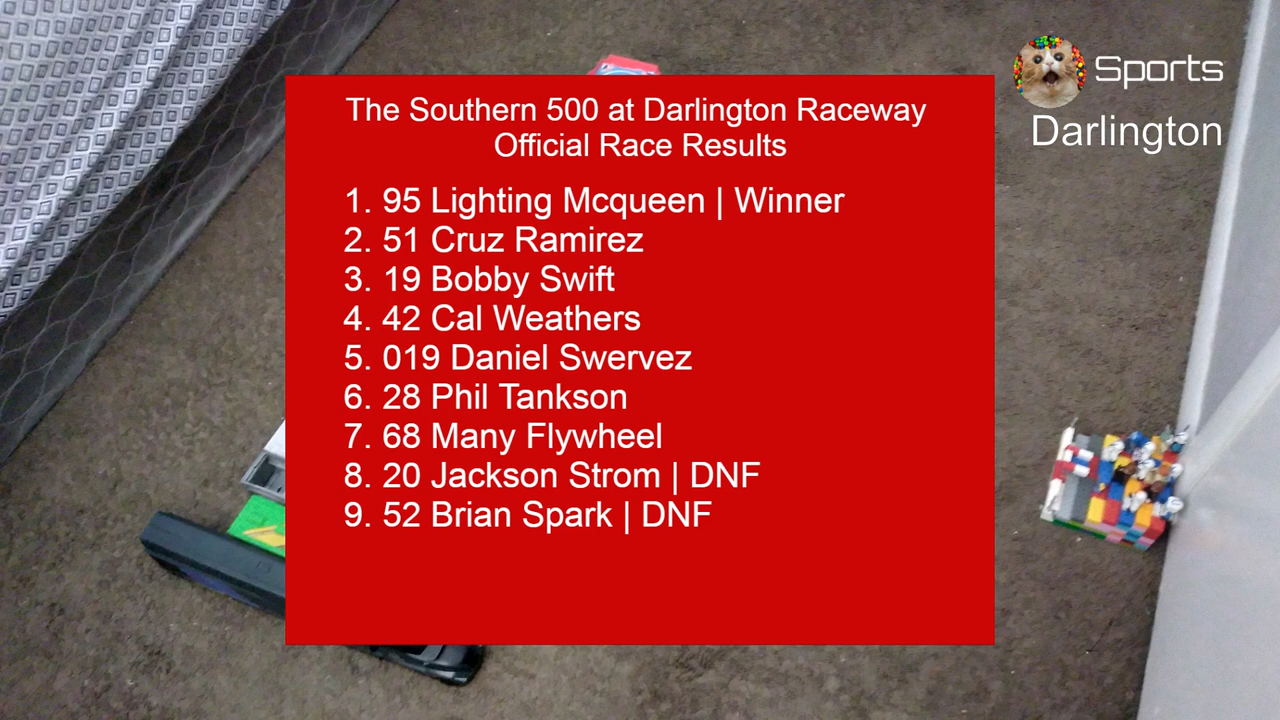 Sports
Darlington
The Southern 500 at Darlington Raceway
Official Race Results
1. 95 Lighting Mcqueen | Winner
2. 51 Cruz Ramirez
3. 19 Bobby Swift
4. 42 Cal Weathers
5. 019 Daniel Swervez
6. 28 Phil Tankson
7. 68 Many Flywheel
8. 20 Jackson Strom | DNF
9. 52 Brian Spark | DNF